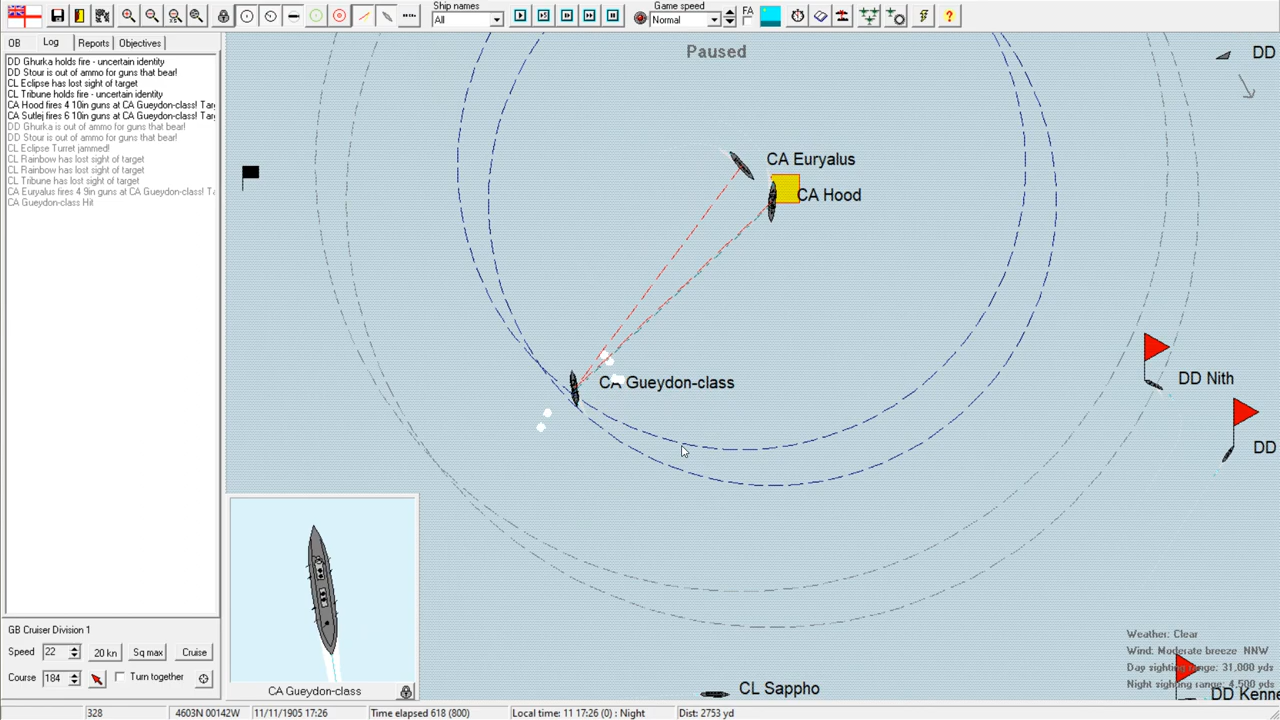 Ship names
Game speed
FA
All
Normal
OB
Log
Reports
Objectives
Paused
DD
DD Ghurka holds fire - uncertain identity
DD Stour is out of ammo for guns that bear!
CL Eclipse has lost sight of target
CL Tribune holds fire - uncertain identity
CA Hood fires 4 10in guns at CA Gueydon-class! Tar
CA Sutlej fires 6 10in guns at CA Gueydon-class! Tar
DD Ghurka is out of ammo for guns that bear!
DD Stour is out of ammo for guns that bear!
CL Eclipse Turret jammed!
CL Rainbow has lost sight of target
CL Rainbow has lost sight of target
CL Tribune has lost sight of target
CA Euryalus fires 4 9in guns at CA Gueydon-class! Ta
CA Gueydon-class Hit
CA Euryalus
CA Hood
CA Gueydon-class
DD Nith
DD
CL Sappho
DD Kenne
Weather: Clear
Wind: Moderate breeze NNW
Day sighting range: 31,000 yds
Night sighting range: 4,500 yds
GB Cruiser Division 1
Speed 22 20 kn Sq max Cruise
Course 184 Turn together
CA Gueydon-class
328 4603N 00142W 11/11/1905 17:26 Time elapsed 618 (800) Local time: 11 17:26 (0) : Night Dist: 2753 yd